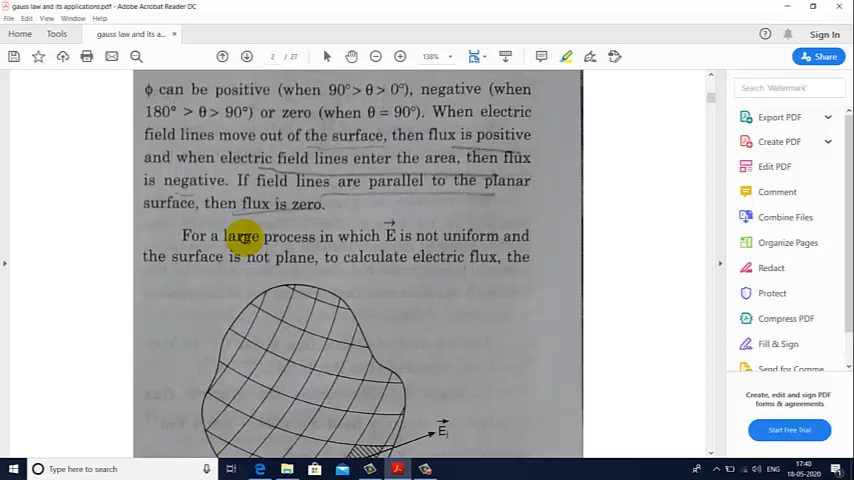 gauss law and its applications.pdf - Adobe Acrobat Reader DC
File Edit View Window Help
Home Tools gauss law and its a... × Sign In
2 / 27 138% Share
ϕ can be positive (when 90° > θ > 0°), negative (when
180° > θ > 90°) or zero (when θ = 90°). When electric
field lines move out of the surface, then flux is positive
and when electric field lines enter the area, then flux
is negative. If field lines are parallel to the planar
surface, then flux is zero.
For a large process in which E⃗ is not uniform and
the surface is not plane, to calculate electric flux, the
E⃗i
Search 'Watermark'
Export PDF
Create PDF
Edit PDF
Comment
Combine Files
Organize Pages
Redact
Protect
Compress PDF
Fill & Sign
Send for Comme
Create, edit and sign PDF
forms & agreements
Start Free Trial
Type here to search
ENG
17:40
18-05-2020